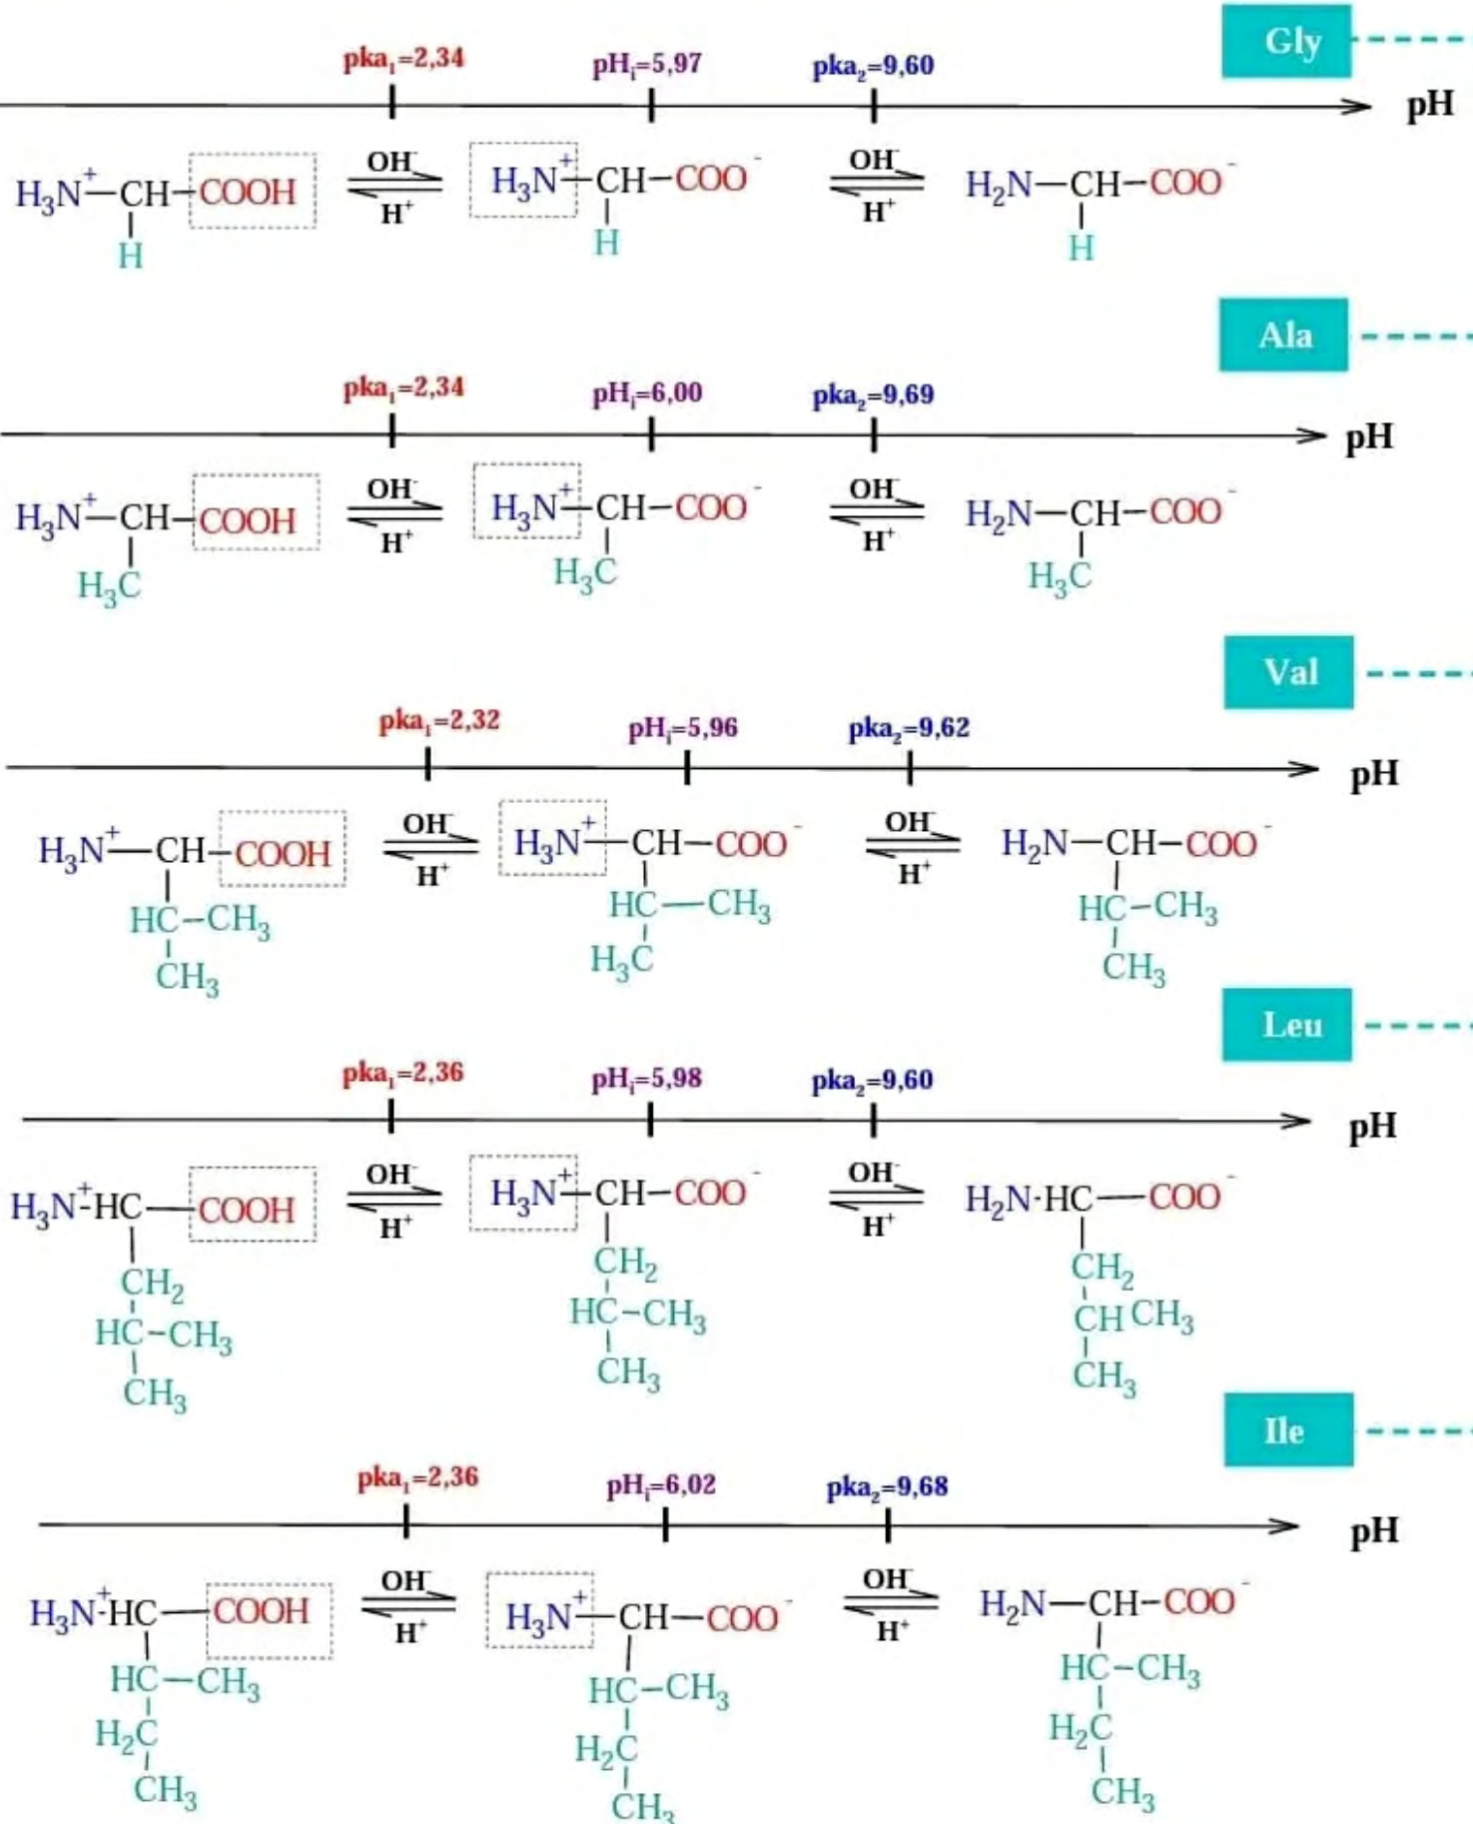 Gly
pka₁=2,34 pHᵢ=5,97 pka₂=9,60
pH
H₃N⁺—CH—COOH OH⁻ H⁺ H₃N⁺—CH—COO⁻ OH⁻ H⁺ H₂N—CH—COO⁻
H H H
Ala
pka₁=2,34 pHᵢ=6,00 pka₂=9,69
pH
H₃N⁺—CH—COOH OH⁻ H⁺ H₃N⁺—CH—COO⁻ OH⁻ H⁺ H₂N—CH—COO⁻
H₃C H₃C H₃C
Val
pka₁=2,32 pHᵢ=5,96 pka₂=9,62
pH
H₃N⁺—CH—COOH OH⁻ H⁺ H₃N⁺—CH—COO⁻ OH⁻ H⁺ H₂N—CH—COO⁻
HC—CH₃ HC—CH₃ HC—CH₃
CH₃ H₃C CH₃
Leu
pka₁=2,36 pHᵢ=5,98 pka₂=9,60
pH
H₃N⁺-HC—COOH OH⁻ H⁺ H₃N⁺—CH—COO⁻ OH⁻ H⁺ H₂N-HC—COO⁻
CH₂ CH₂ CH₂
HC—CH₃ HC—CH₃ CH CH₃
CH₃ CH₃ CH₃
Ile
pka₁=2,36 pHᵢ=6,02 pka₂=9,68
pH
H₃N⁺-HC—COOH OH⁻ H⁺ H₃N⁺—CH—COO⁻ OH⁻ H⁺ H₂N—CH—COO⁻
HC—CH₃ HC—CH₃ HC—CH₃
H₂C H₂C H₂C
CH₃ CH₃ CH₃